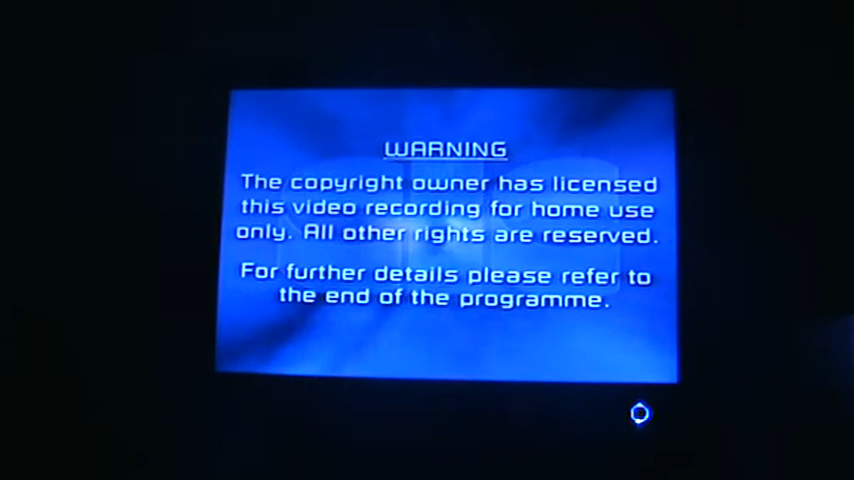 WARNING
The copyright owner has licensed
this video recording for home use
only. All other rights are reserved.
For further details please refer to
the end of the programme.